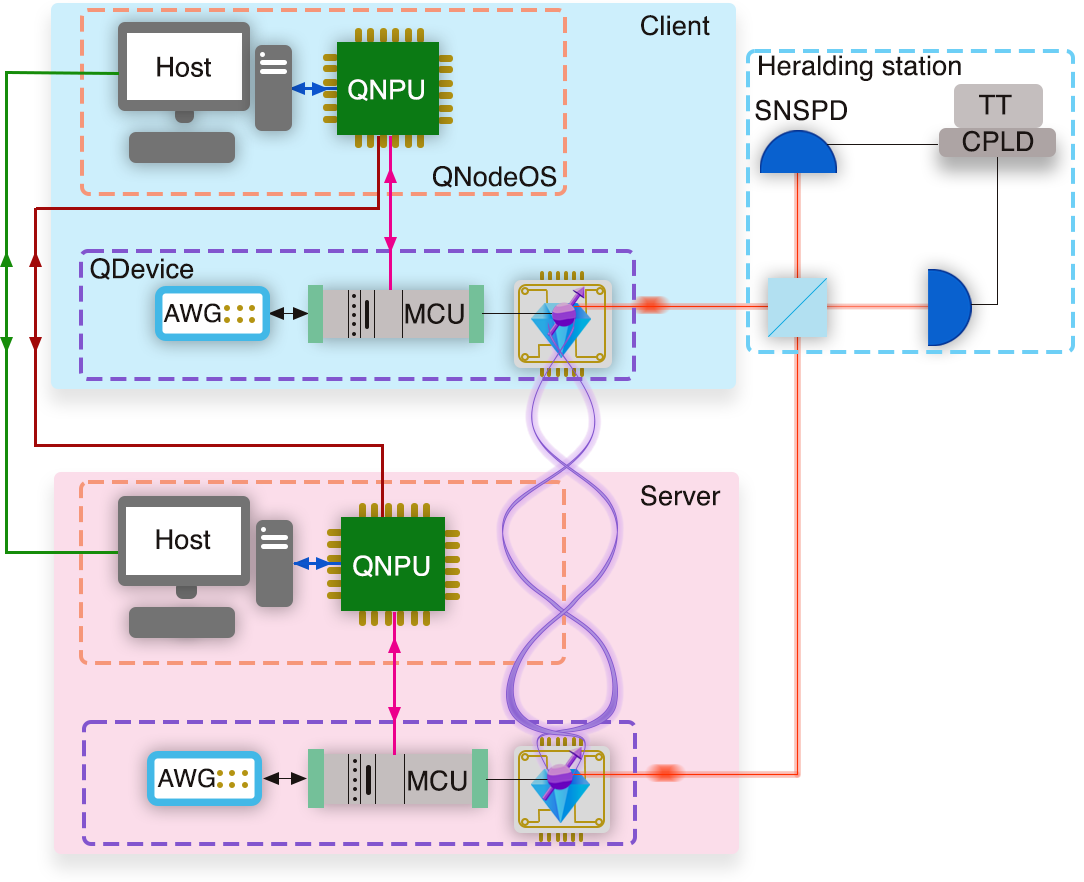 Client
Host
QNPU
QNodeOS
Heralding station
SNSPD
TT
CPLD
QDevice
AWG
MCU
Server
Host
QNPU
AWG
MCU